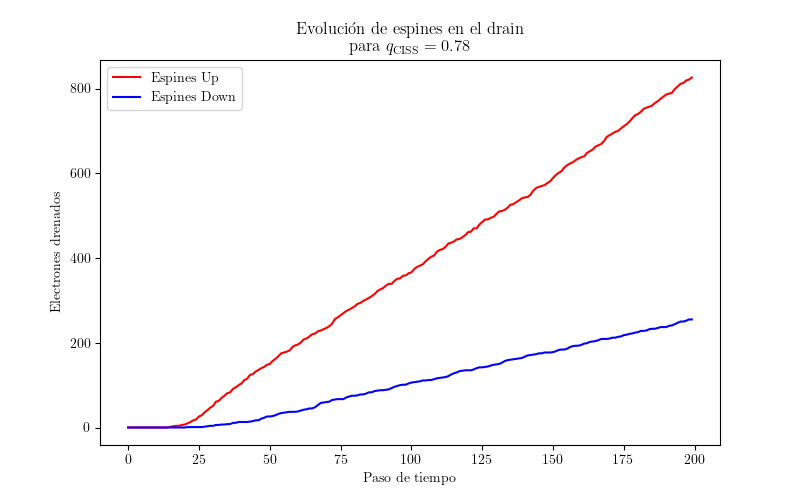 Evolución de espines en el drain
para q_CISS = 0.78
Espines Up
Espines Down
Electrones drenados
800
600
400
200
0
0 25 50 75 100 125 150 175 200
Paso de tiempo